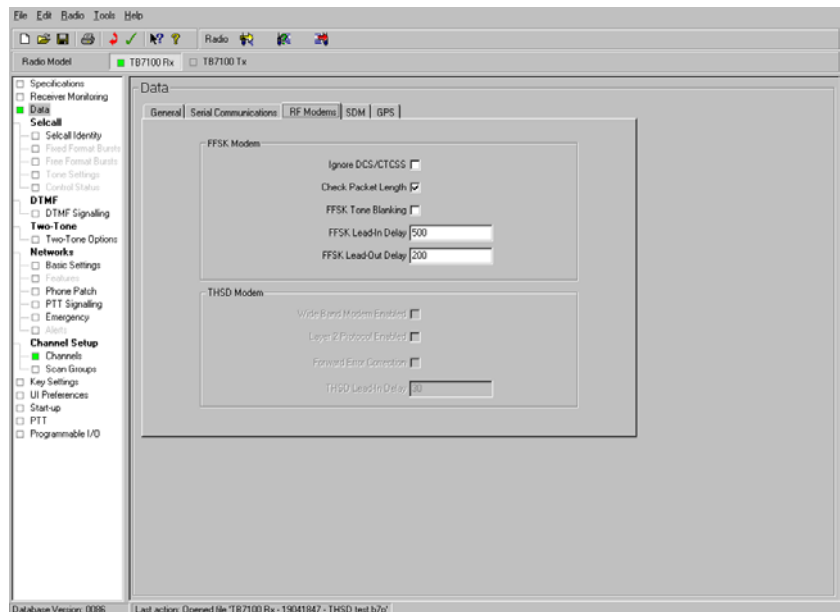 File Edit Radio Tools Help
Radio
Radio Model TB7100 Rx TB7100 Tx
Specifications
Receiver Monitoring
Data
Selcall
Selcall Identity
Fixed Format Bursts
Free Format Bursts
Tone Settings
Control Status
DTMF
DTMF Signalling
Two-Tone
Two-Tone Options
Networks
Basic Settings
Features
Phone Patch
PTT Signalling
Emergency
Alerts
Channel Setup
Channels
Scan Groups
Key Settings
UI Preferences
Start-up
PTT
Programmable I/O
Data
General Serial Communications RF Modems SDM GPS
FFSK Modem
Ignore DCS/CTCSS
Check Packet Length
FFSK Tone Blanking
FFSK Lead-In Delay 500
FFSK Lead-Out Delay 200
THSD Modem
Wide Band Modem Enabled
Layer 2 Protocol Enabled
Forward Error Correction
THSD Lead-In Delay 30
Database Version: 0086 Last action: Opened file 'TB7100 Rx - 19041847 - THSD test.b7p'